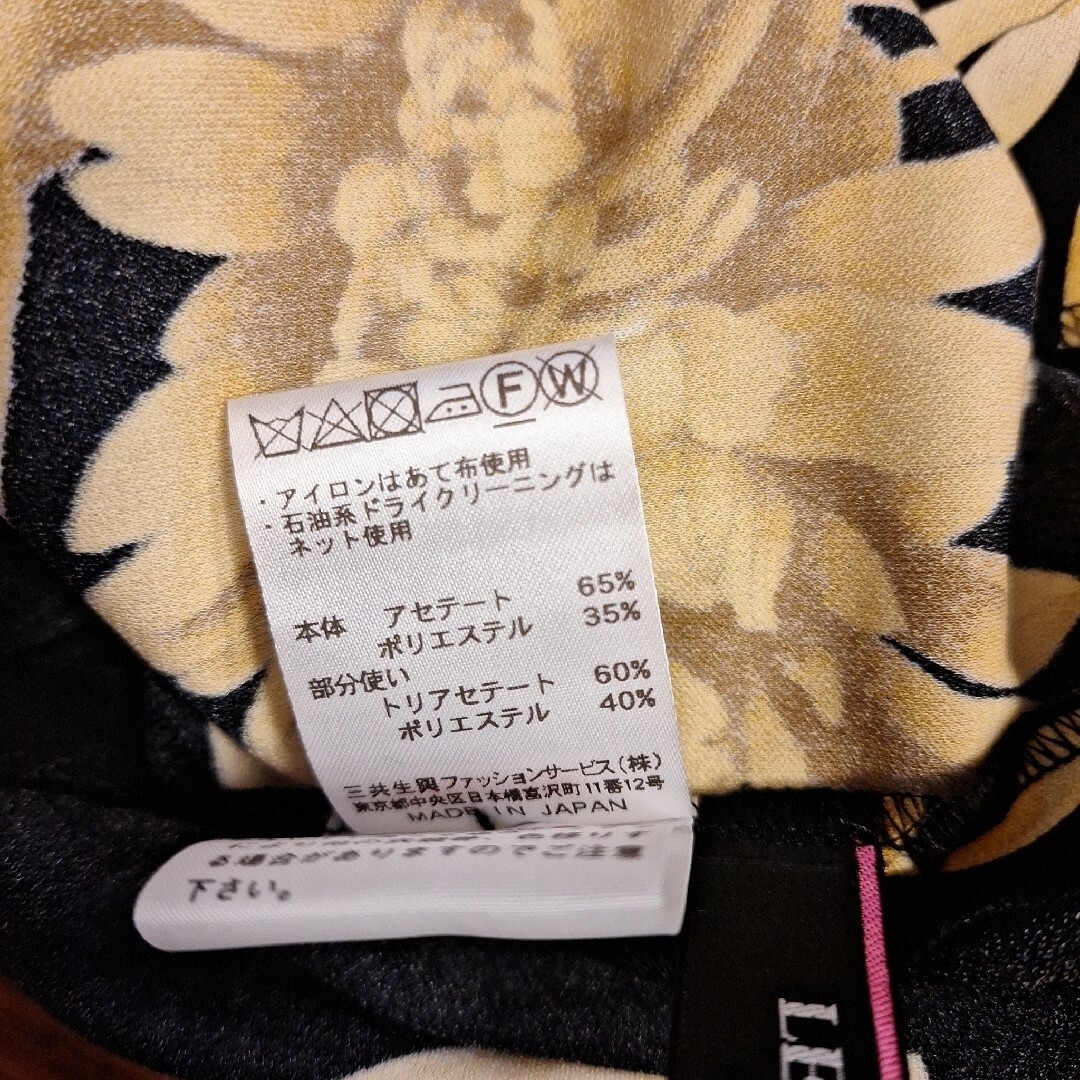 F W
・アイロンはあて布使用
・石油系ドライクリーニングは
ネット使用
本体 アセテート 65%
ポリエステル 35%
部分使い
トリアセテート 60%
ポリエステル 40%
三共生興ファッションサービス(株)
東京都中央区日本橋富沢町11番12号
MADE IN JAPAN
る場合がありますのでご注意
下さい。
LE